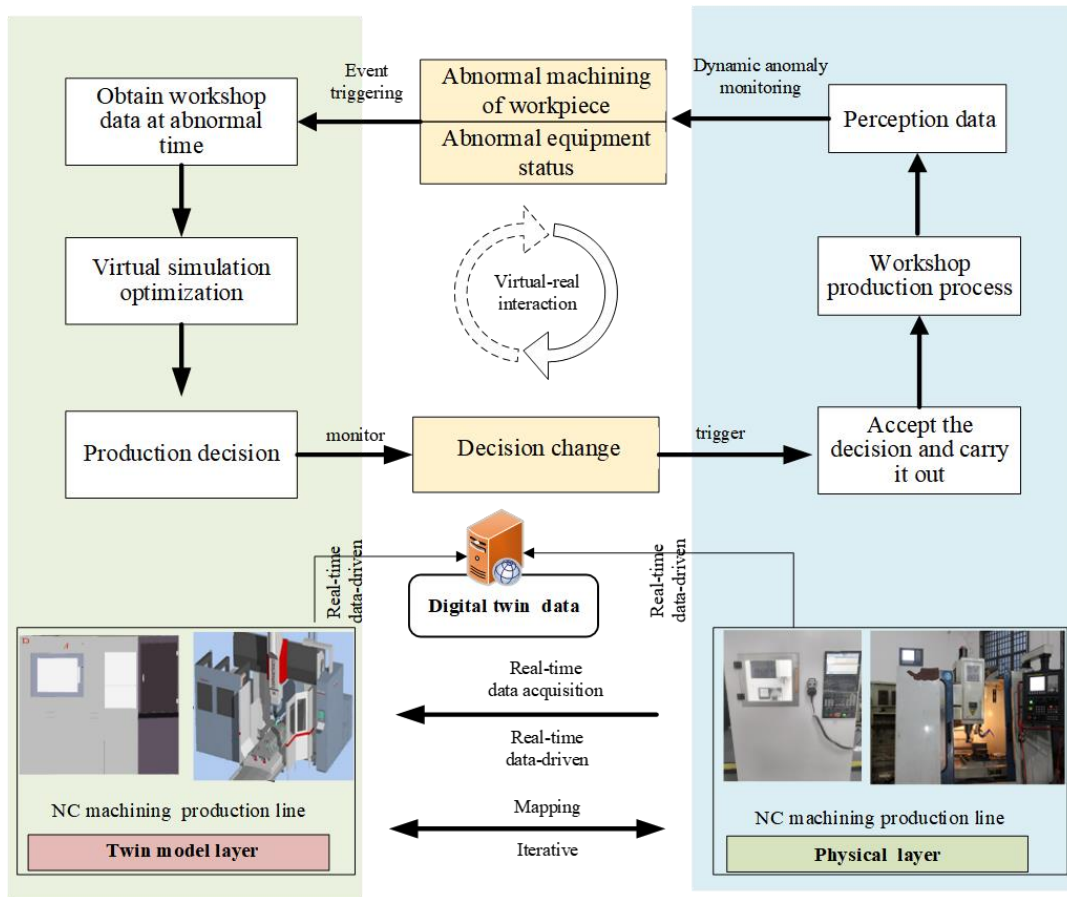 Event
triggering
Abnormal machining
of workpiece
Abnormal equipment
status
Dynamic anomaly
monitoring
Obtain workshop
data at abnormal
time
Perception data
Virtual simulation
optimization
Virtual-real
interaction
Workshop
production process
Production decision
monitor
Decision change
trigger
Accept the
decision and carry
it out
Real-time
data-driven
Digital twin data
Real-time
data-driven
Real-time
data acquisition
Real-time
data-driven
NC machining production line
Twin model layer
Mapping
Iterative
NC machining production line
Physical layer